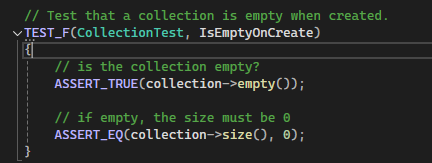 // Test that a collection is empty when created.
TEST_F(CollectionTest, IsEmptyOnCreate)
{
// is the collection empty?
ASSERT_TRUE(collection->empty());
// if empty, the size must be 0
ASSERT_EQ(collection->size(), 0);
}